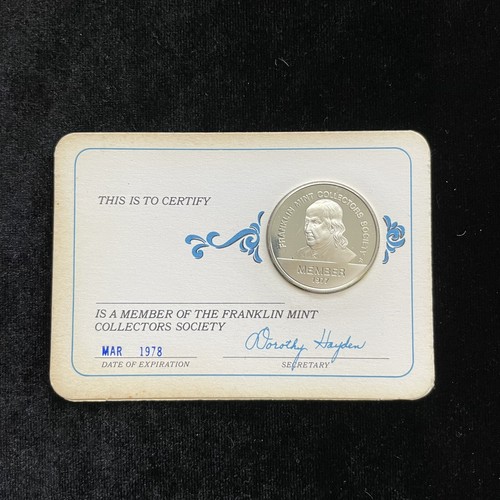 THIS IS TO CERTIFY
FRANKLIN MINT COLLECTORS SOCIETY
MEMBER
1977
IS A MEMBER OF THE FRANKLIN MINT
COLLECTORS SOCIETY
MAR 1978
Dorothy Hayden
DATE OF EXPIRATION
SECRETARY